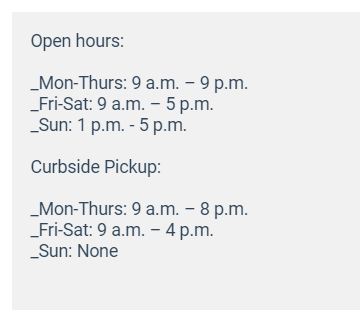 Open hours:
_Mon-Thurs: 9 a.m. – 9 p.m.
_Fri-Sat: 9 a.m. – 5 p.m.
_Sun: 1 p.m. - 5 p.m.
Curbside Pickup:
_Mon-Thurs: 9 a.m. – 8 p.m.
_Fri-Sat: 9 a.m. – 4 p.m.
_Sun: None